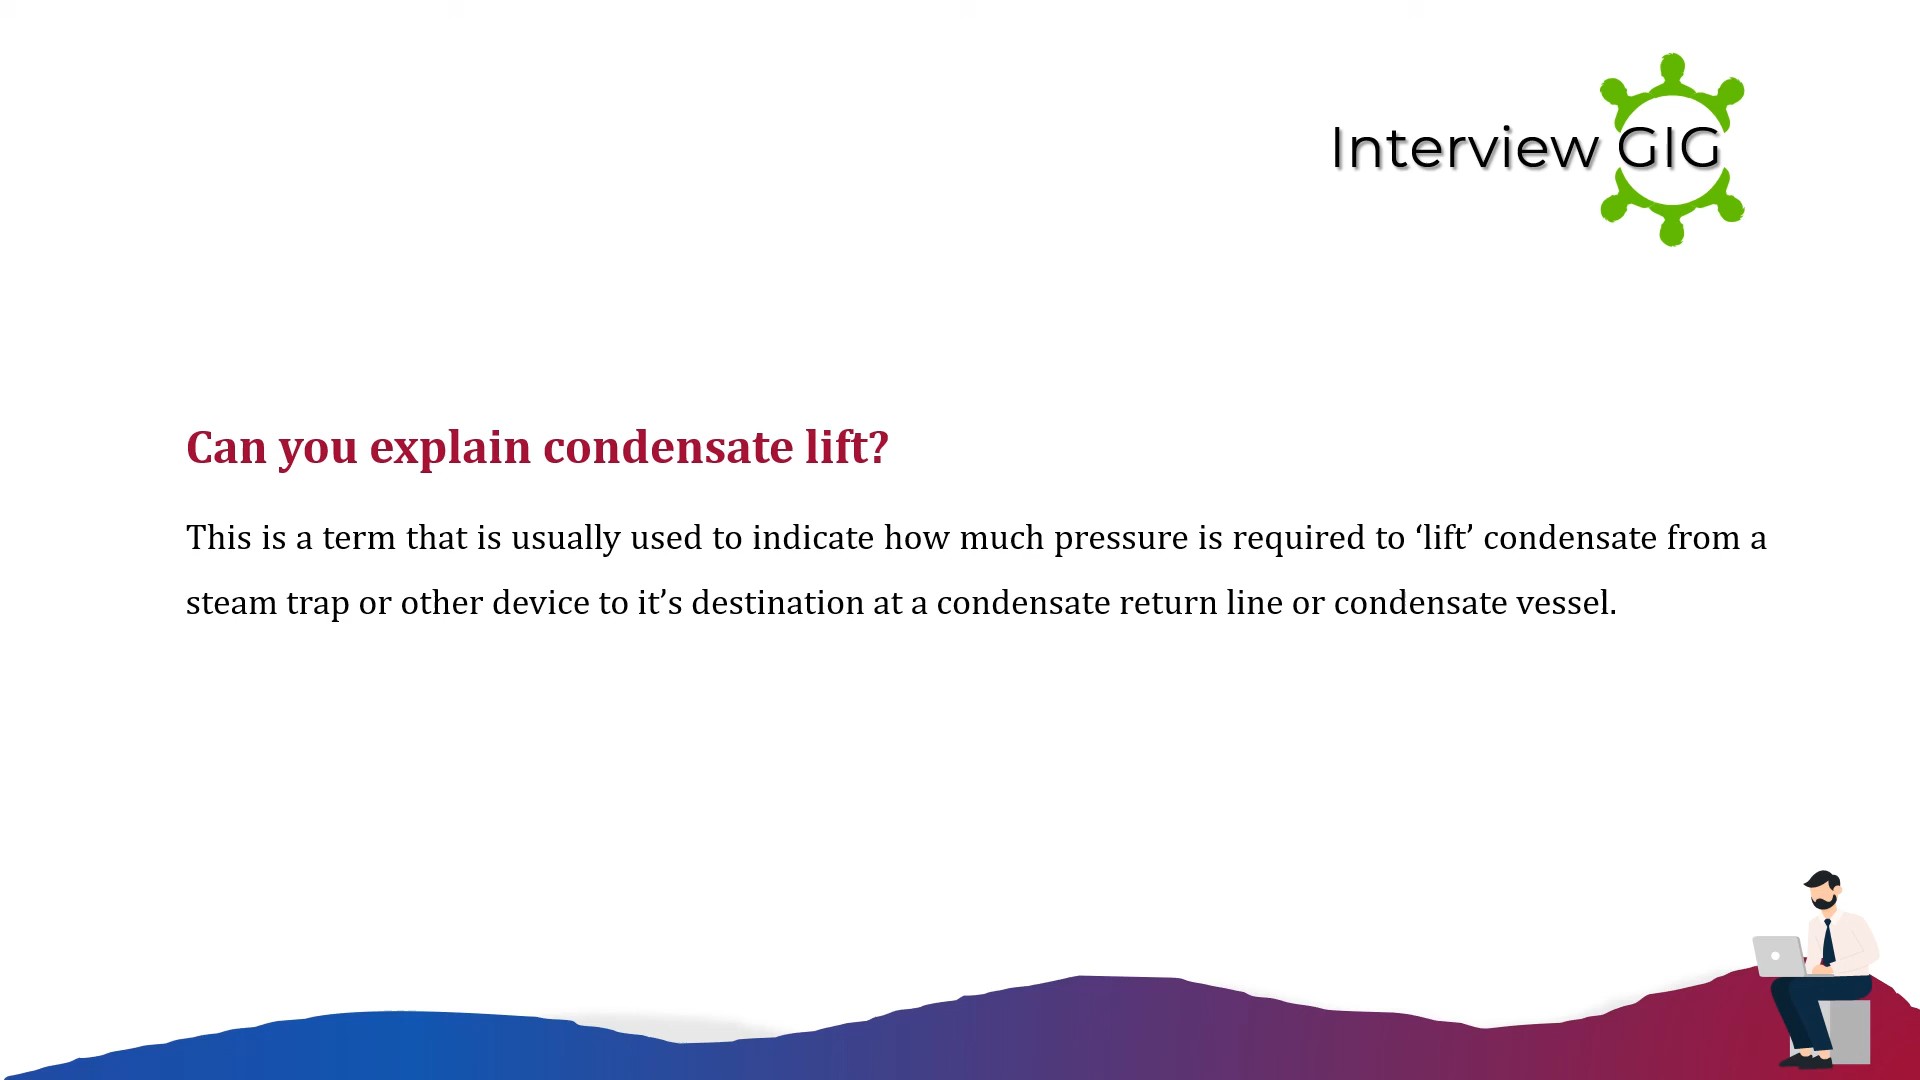 Interview GIG
Can you explain condensate lift?
This is a term that is usually used to indicate how much pressure is required to ‘lift’ condensate from a
steam trap or other device to it’s destination at a condensate return line or condensate vessel.